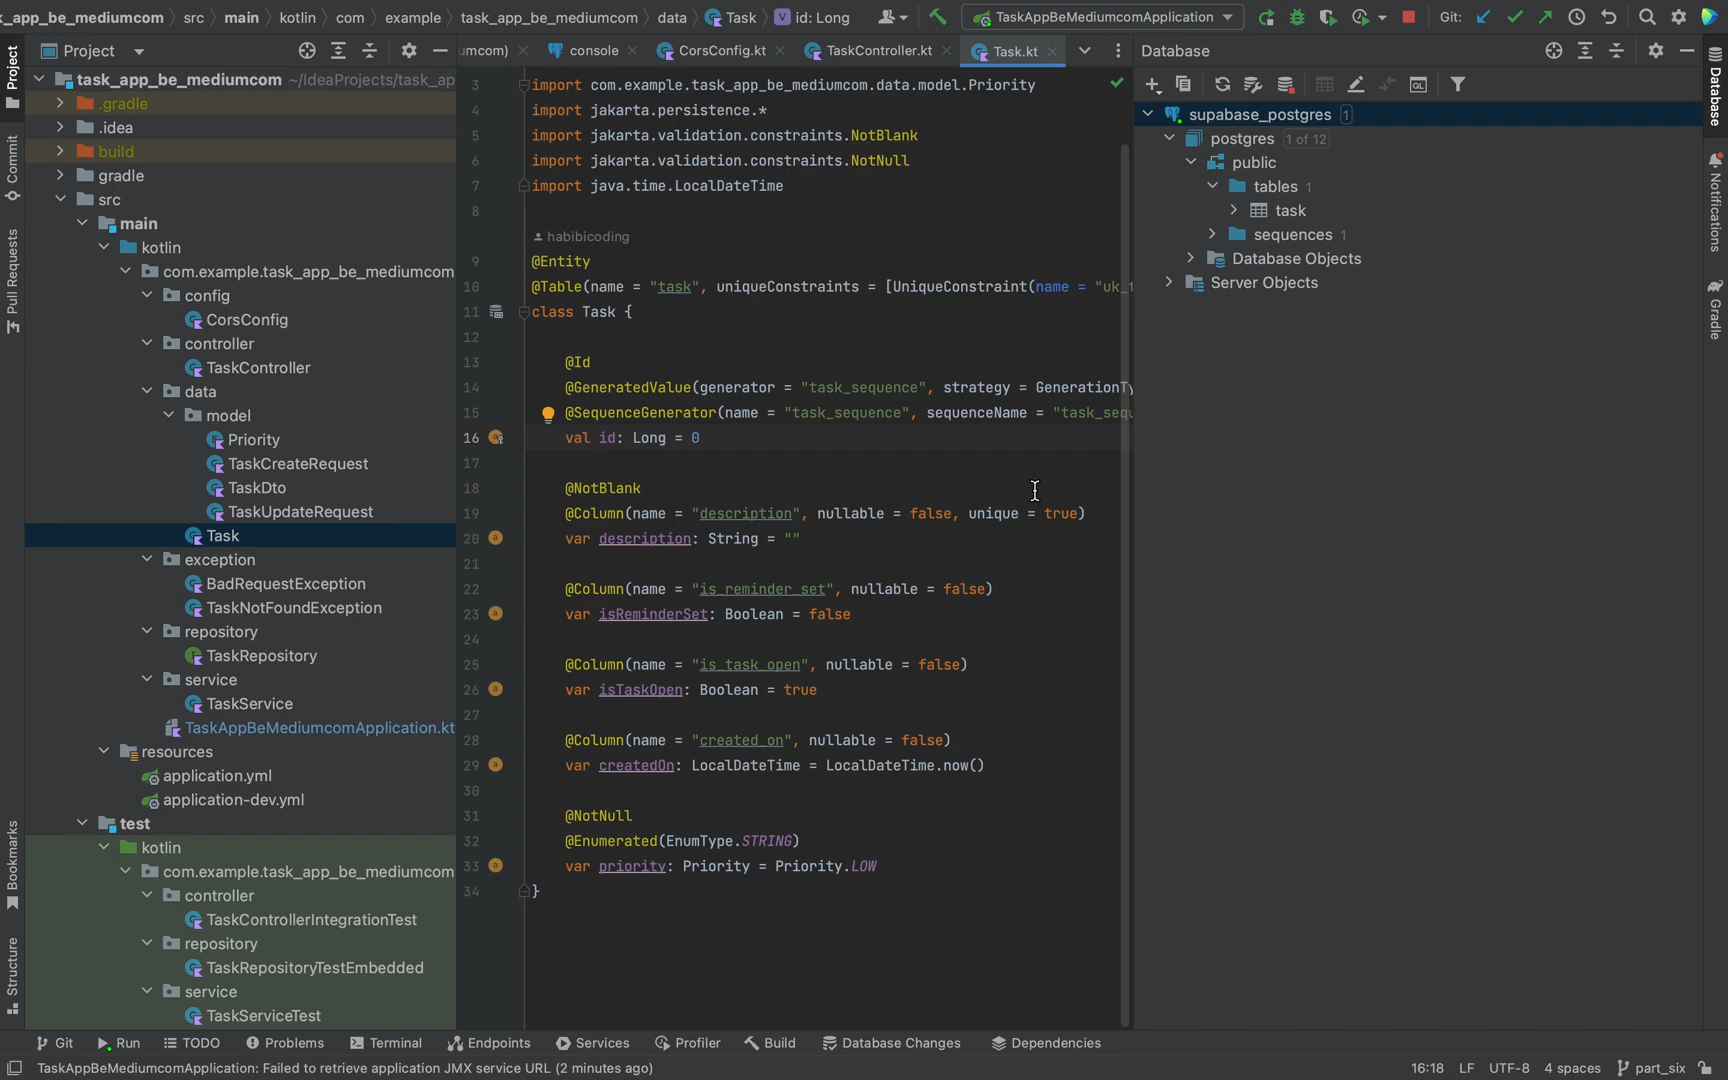 _s_app_be_mediumcom src main kotlin com example task_app_be_mediumcom data Task id: Long TaskAppBeMediumcomApplication Git:
Project umcom) console CorsConfig.kt TaskController.kt Task.kt Database
task_app_be_mediumcom ~/IdeaProjects/task_ap
.gradle
.idea
build
gradle
src
main
kotlin
com.example.task_app_be_mediumcom
config
CorsConfig
controller
TaskController
data
model
Priority
TaskCreateRequest
TaskDto
TaskUpdateRequest
Task
exception
BadRequestException
TaskNotFoundException
repository
TaskRepository
service
TaskService
TaskAppBeMediumcomApplication.kt
resources
application.yml
application-dev.yml
test
kotlin
com.example.task_app_be_mediumcom
controller
TaskControllerIntegrationTest
repository
TaskRepositoryTestEmbedded
service
TaskServiceTest
3 import com.example.task_app_be_mediumcom.data.model.Priority
4 import jakarta.persistence.*
5 import jakarta.validation.constraints.NotBlank
6 import jakarta.validation.constraints.NotNull
7 import java.time.LocalDateTime
8
habibicoding
9 @Entity
10 @Table(name = "task", uniqueConstraints = [UniqueConstraint(name = "uk_t
11 class Task {
12
13 @Id
14 @GeneratedValue(generator = "task_sequence", strategy = GenerationTy
15 @SequenceGenerator(name = "task_sequence", sequenceName = "task_sequ
16 val id: Long = 0
17
18 @NotBlank
19 @Column(name = "description", nullable = false, unique = true)
20 var description: String = ""
21
22 @Column(name = "is_reminder_set", nullable = false)
23 var isReminderSet: Boolean = false
24
25 @Column(name = "is_task_open", nullable = false)
26 var isTaskOpen: Boolean = true
27
28 @Column(name = "created_on", nullable = false)
29 var createdOn: LocalDateTime = LocalDateTime.now()
30
31 @NotNull
32 @Enumerated(EnumType.STRING)
33 var priority: Priority = Priority.LOW
34 }
QL
supabase_postgres 1
postgres 1 of 12
public
tables 1
task
sequences 1
Database Objects
Server Objects
Project
Commit
Pull Requests
Bookmarks
Structure
Database
Notifications
Gradle
Git Run TODO Problems Terminal Endpoints Services Profiler Build Database Changes Dependencies
TaskAppBeMediumcomApplication: Failed to retrieve application JMX service URL (2 minutes ago) 16:18 LF UTF-8 4 spaces part_six